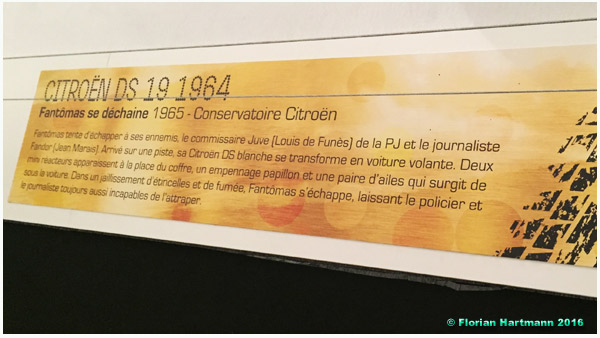 CITROËN DS 19 1964
Fantômas se déchaine 1965 - Conservatoire Citroën
Fantômas tente d'échapper à ses ennemis, le commissaire Juve (Louis de Funès) de la PJ et le journaliste
Fandor (Jean Marais). Arrivé sur une piste, sa Citroën DS blanche se transforme en voiture volante. Deux
mini réacteurs apparaissent à la place du coffre, un empennage papillon et une paire d'ailes qui surgit de
sous la voiture. Dans un jaillissement d'étincelles et de fumée, Fantômas s'échappe, laissant le policier et
le journaliste toujours aussi incapables de l'attraper.
© Florian Hartmann 2016